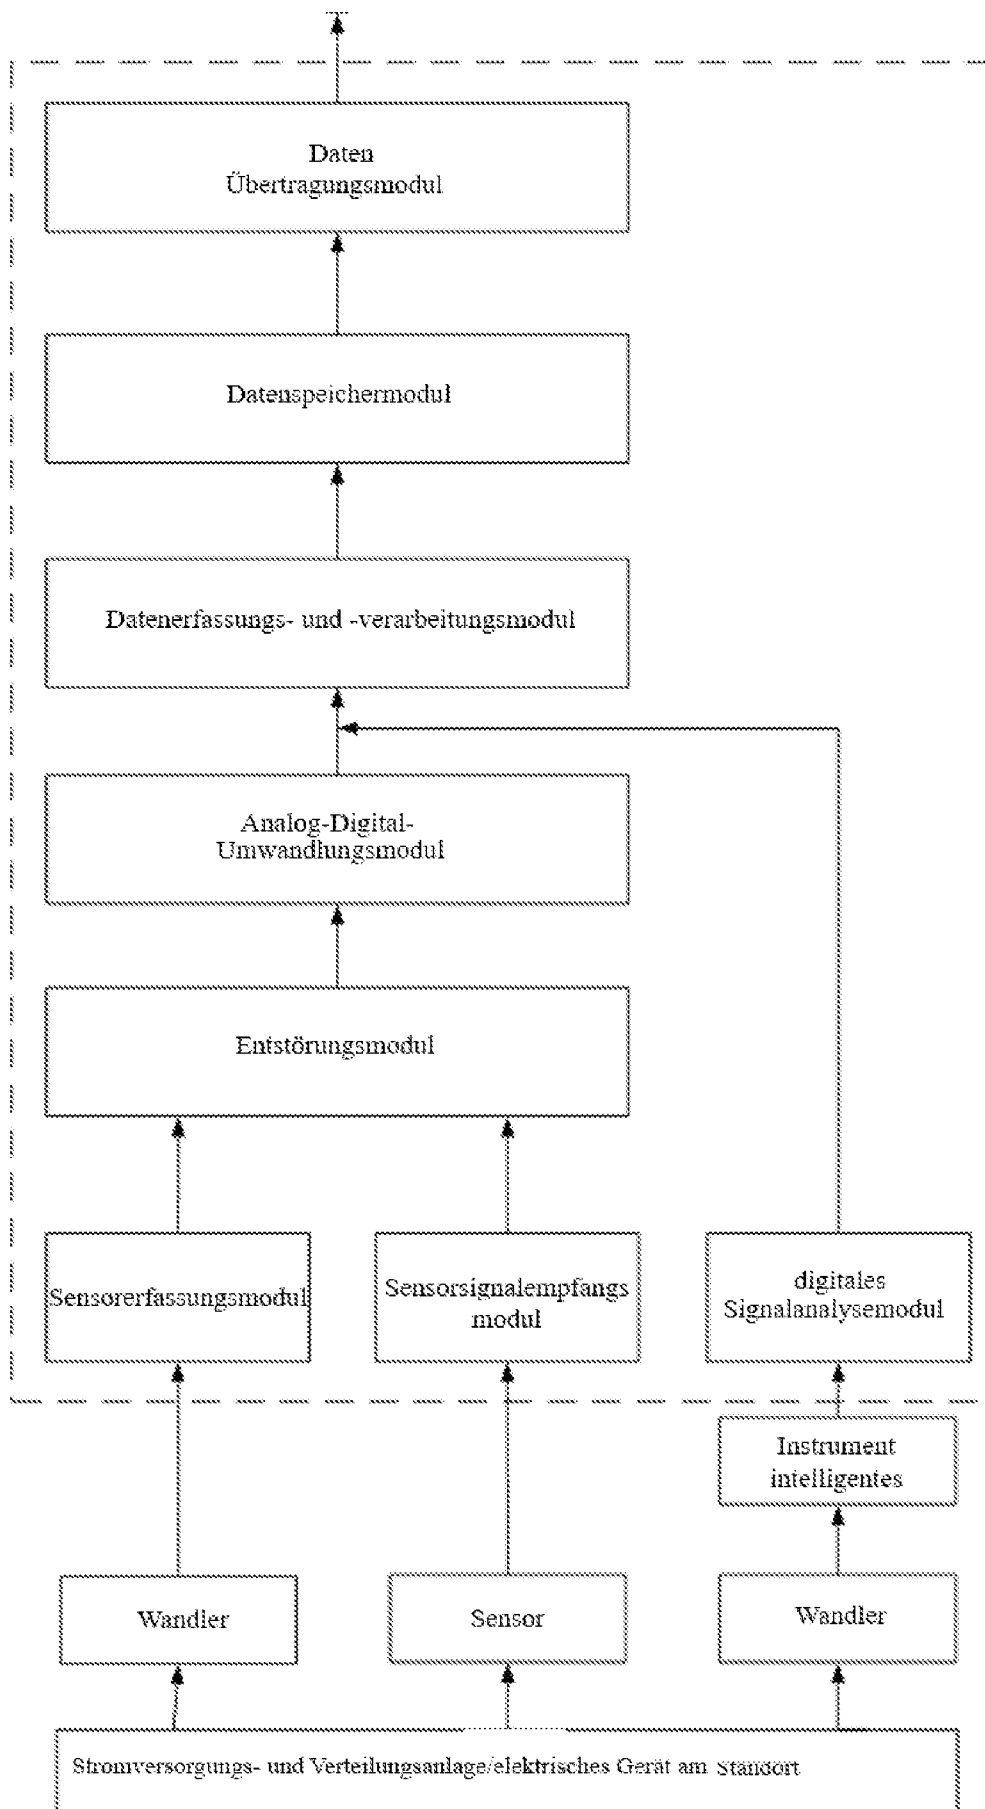 Daten
Übertragungsmodul
Datenspeichermodul
Datenerfassungs- und -verarbeitungsmodul
Analog-Digital-
Umwandlungsmodul
Entstörungsmodul
Sensorerfassungsmodul
Sensorsignalempfangs
modul
digitales
Signalanalysemodul
Instrument
intelligentes
Wandler
Sensor
Wandler
Stromversorgungs- und Verteilungsanlage/elektrisches Gerät am Standort